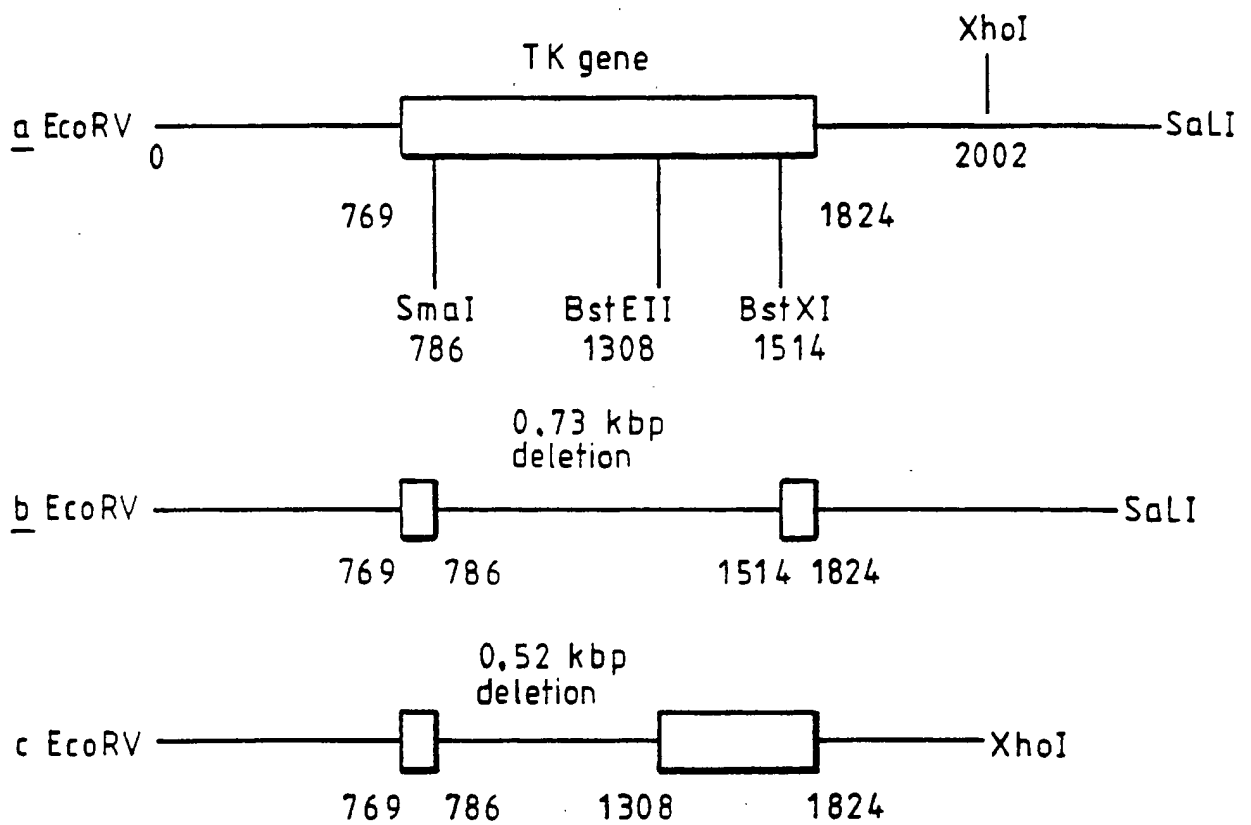 XhoI
TK gene
a EcoRV
SaLI
0
2002
769
1824
SmaI BstEII BstXI
786 1308 1514
0.73 kbp
deletion
b EcoRV
SaLI
769 786 1514 1824
0.52 kbp
deletion
c EcoRV
XhoI
769 786 1308 1824